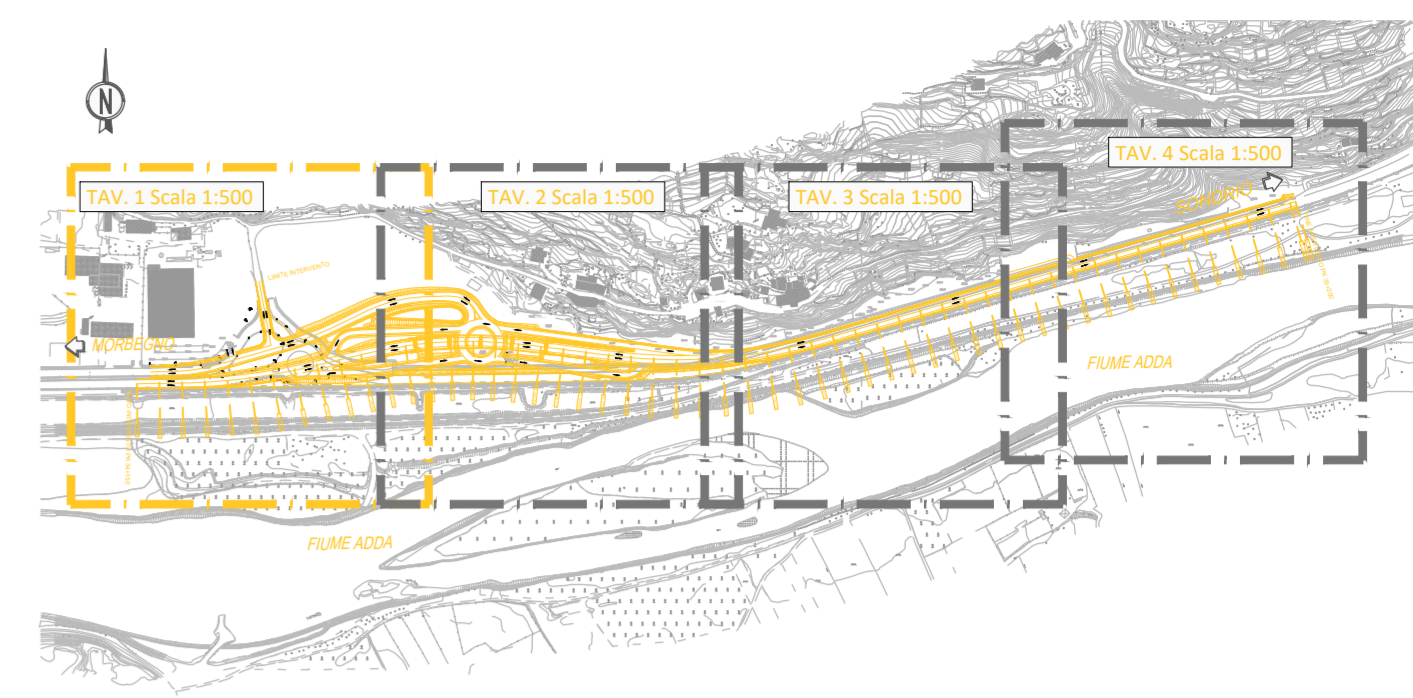 N
TAV. 1 Scala 1:500
TAV. 2 Scala 1:500
TAV. 3 Scala 1:500
TAV. 4 Scala 1:500
SONDRIO
LIMITE INTERVENTO
MORBEGNO
FIUME ADDA
FIUME ADDA